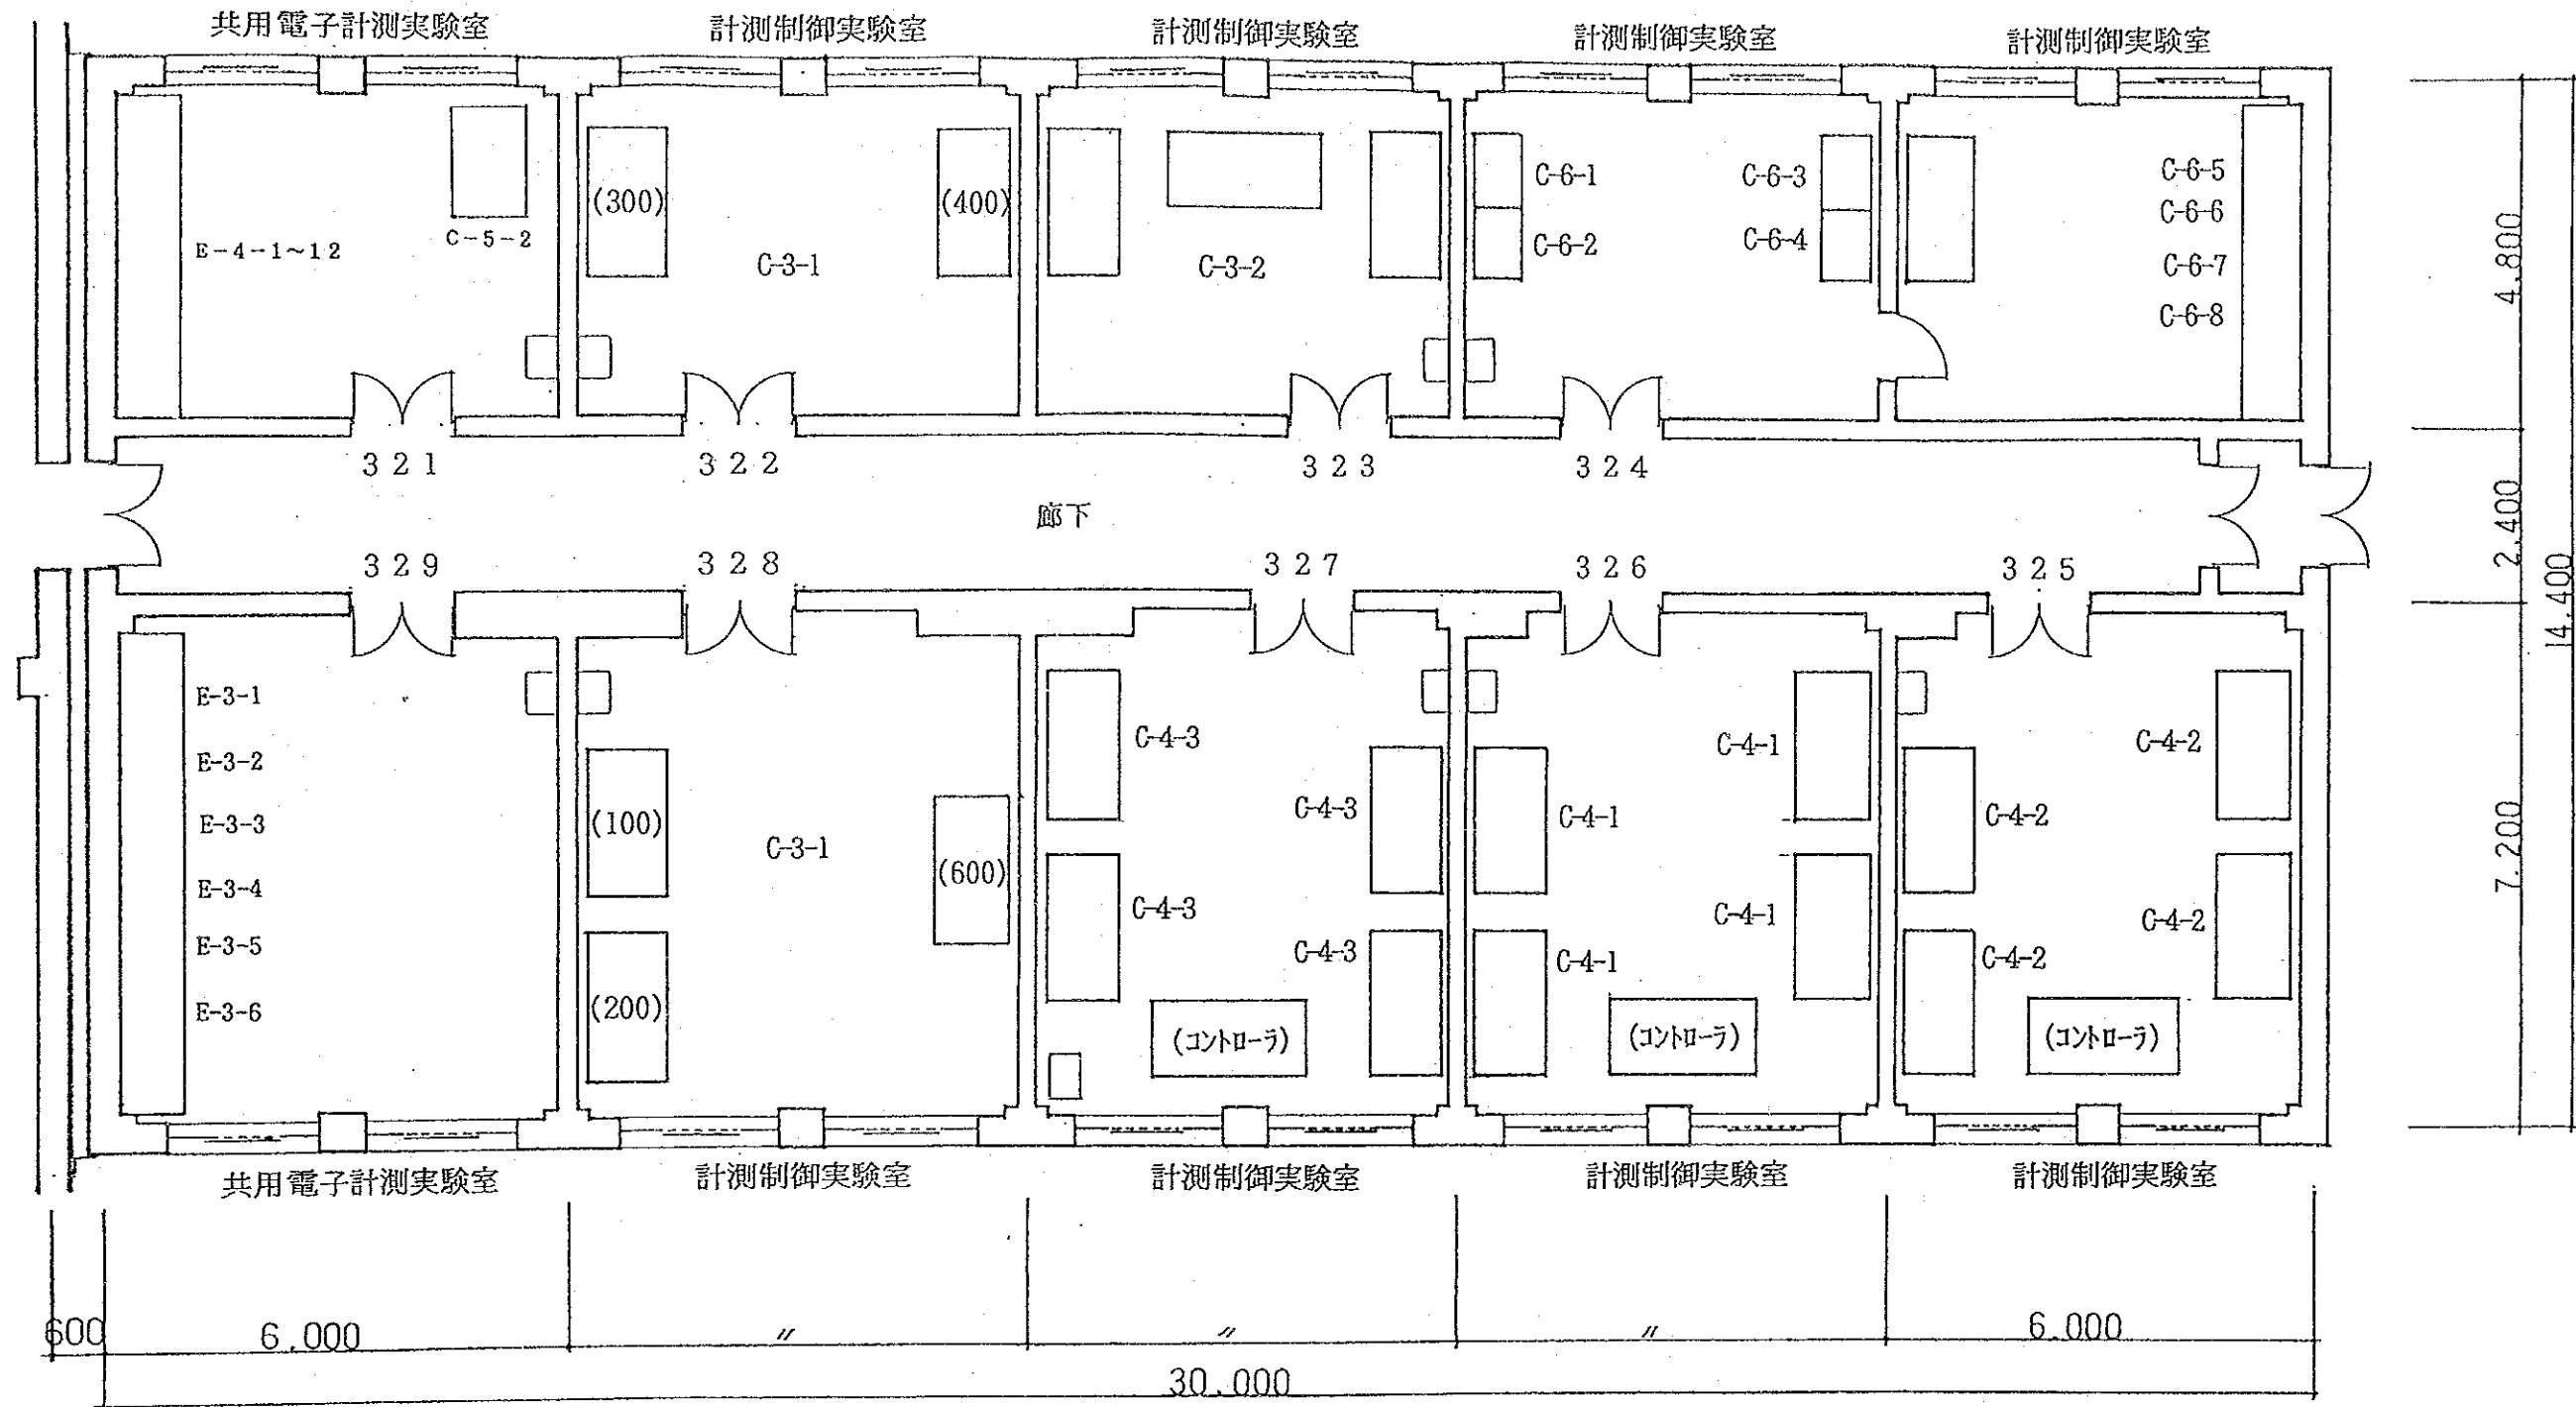 共用電子計測実験室
計測制御実験室
計測制御実験室
計測制御実験室
計測制御実験室
E-4-1~12
C-5-2
(300)
(400)
C-3-1
C-3-2
C-6-1
C-6-2
C-6-3
C-6-4
C-6-5
C-6-6
C-6-7
C-6-8
321
322
323
324
廊下
329
328
327
326
325
E-3-1
E-3-2
E-3-3
E-3-4
E-3-5
E-3-6
(100)
(200)
C-3-1
(600)
C-4-3
C-4-3
C-4-3
C-4-3
(コントローラ)
C-4-1
C-4-1
C-4-1
C-4-1
(コントローラ)
C-4-2
C-4-2
C-4-2
C-4-2
(コントローラ)
共用電子計測実験室
計測制御実験室
計測制御実験室
計測制御実験室
計測制御実験室
4.800
2.400
7.200
14.400
600
6.000
〃
〃
〃
6.000
30.000